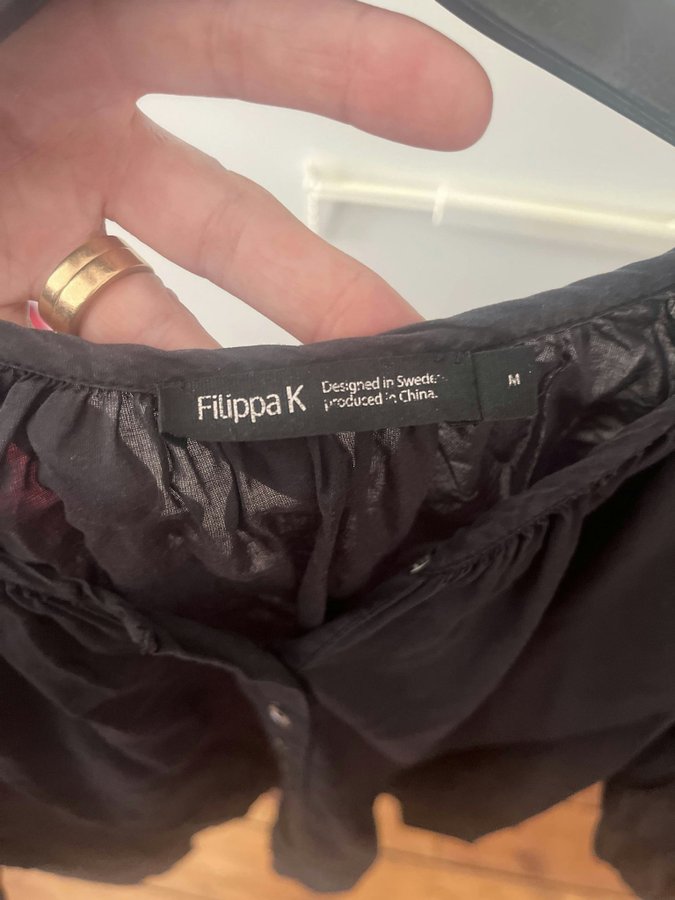 Filippa K
Designed in Sweden
produced in China.
M